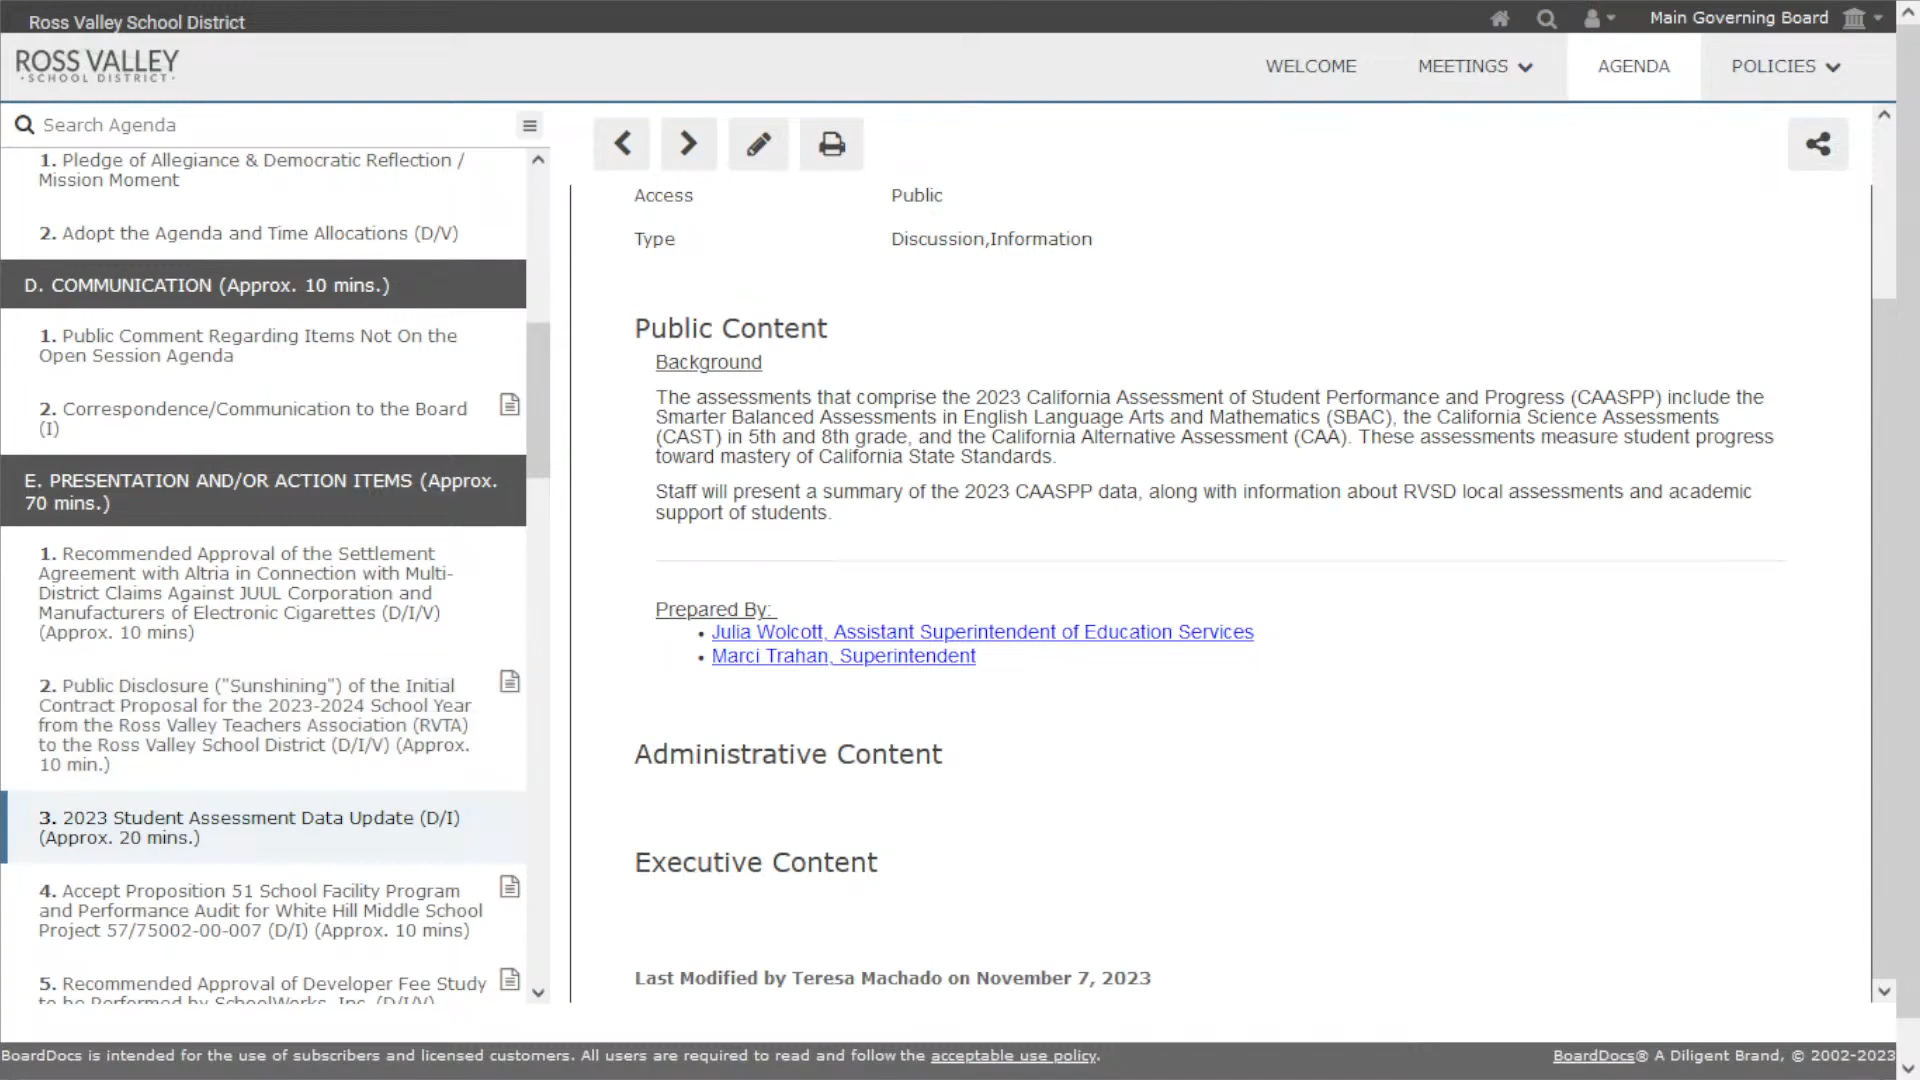 Ross Valley School District
Main Governing Board
ROSS VALLEY
·SCHOOL DISTRICT·
WELCOME
MEETINGS
AGENDA
POLICIES
Search Agenda
1. Pledge of Allegiance & Democratic Reflection /
Mission Moment
2. Adopt the Agenda and Time Allocations (D/V)
D. COMMUNICATION (Approx. 10 mins.)
1. Public Comment Regarding Items Not On the
Open Session Agenda
2. Correspondence/Communication to the Board
(I)
E. PRESENTATION AND/OR ACTION ITEMS (Approx.
70 mins.)
1. Recommended Approval of the Settlement
Agreement with Altria in Connection with Multi-
District Claims Against JUUL Corporation and
Manufacturers of Electronic Cigarettes (D/I/V)
(Approx. 10 mins)
2. Public Disclosure ("Sunshining") of the Initial
Contract Proposal for the 2023-2024 School Year
from the Ross Valley Teachers Association (RVTA)
to the Ross Valley School District (D/I/V) (Approx.
10 min.)
3. 2023 Student Assessment Data Update (D/I)
(Approx. 20 mins.)
4. Accept Proposition 51 School Facility Program
and Performance Audit for White Hill Middle School
Project 57/75002-00-007 (D/I) (Approx. 10 mins)
5. Recommended Approval of Developer Fee Study
to be Performed by SchoolWorks, Inc. (D/I/V)
Access Public
Type Discussion,Information
Public Content
Background
The assessments that comprise the 2023 California Assessment of Student Performance and Progress (CAASPP) include the
Smarter Balanced Assessments in English Language Arts and Mathematics (SBAC), the California Science Assessments
(CAST) in 5th and 8th grade, and the California Alternative Assessment (CAA). These assessments measure student progress
toward mastery of California State Standards.
Staff will present a summary of the 2023 CAASPP data, along with information about RVSD local assessments and academic
support of students.
Prepared By:
• Julia Wolcott, Assistant Superintendent of Education Services
• Marci Trahan, Superintendent
Administrative Content
Executive Content
Last Modified by Teresa Machado on November 7, 2023
BoardDocs is intended for the use of subscribers and licensed customers. All users are required to read and follow the acceptable use policy.
BoardDocs® A Diligent Brand, © 2002-2023